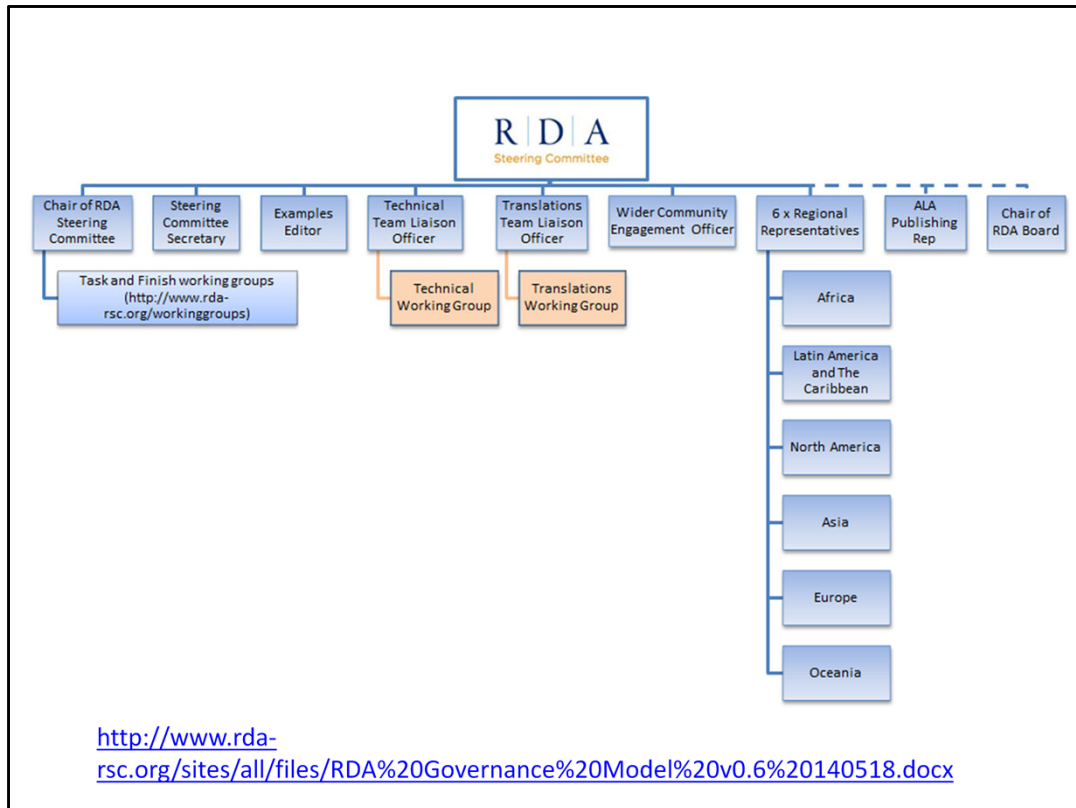 R | D | A
Steering Committee
Chair of RDA
Steering
Committee
Steering
Committee
Secretary
Examples
Editor
Technical
Team Liaison
Officer
Translations
Team Liaison
Officer
Wider Community
Engagement Officer
6 x Regional
Representatives
ALA
Publishing
Rep
Chair of
RDA Board
Task and Finish working groups
(http://www.rda-
rsc.org/workinggroups)
Technical
Working Group
Translations
Working Group
Africa
Latin America
and The
Caribbean
North America
Asia
Europe
Oceania
http://www.rda-
rsc.org/sites/all/files/RDA%20Governance%20Model%20v0.6%20140518.docx